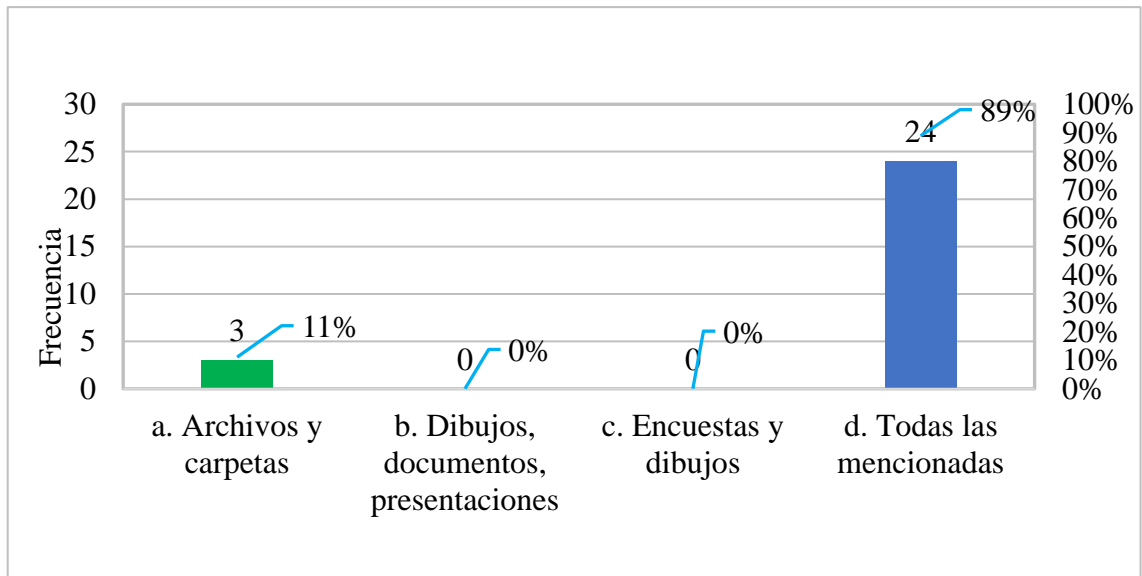 Frecuencia
30
25
20
15
10
5
0
100%
90%
80%
70%
60%
50%
40%
30%
20%
10%
0%
3
11%
0
0%
0
0%
24
89%
a. Archivos y
carpetas
b. Dibujos,
documentos,
presentaciones
c. Encuestas y
dibujos
d. Todas las
mencionadas